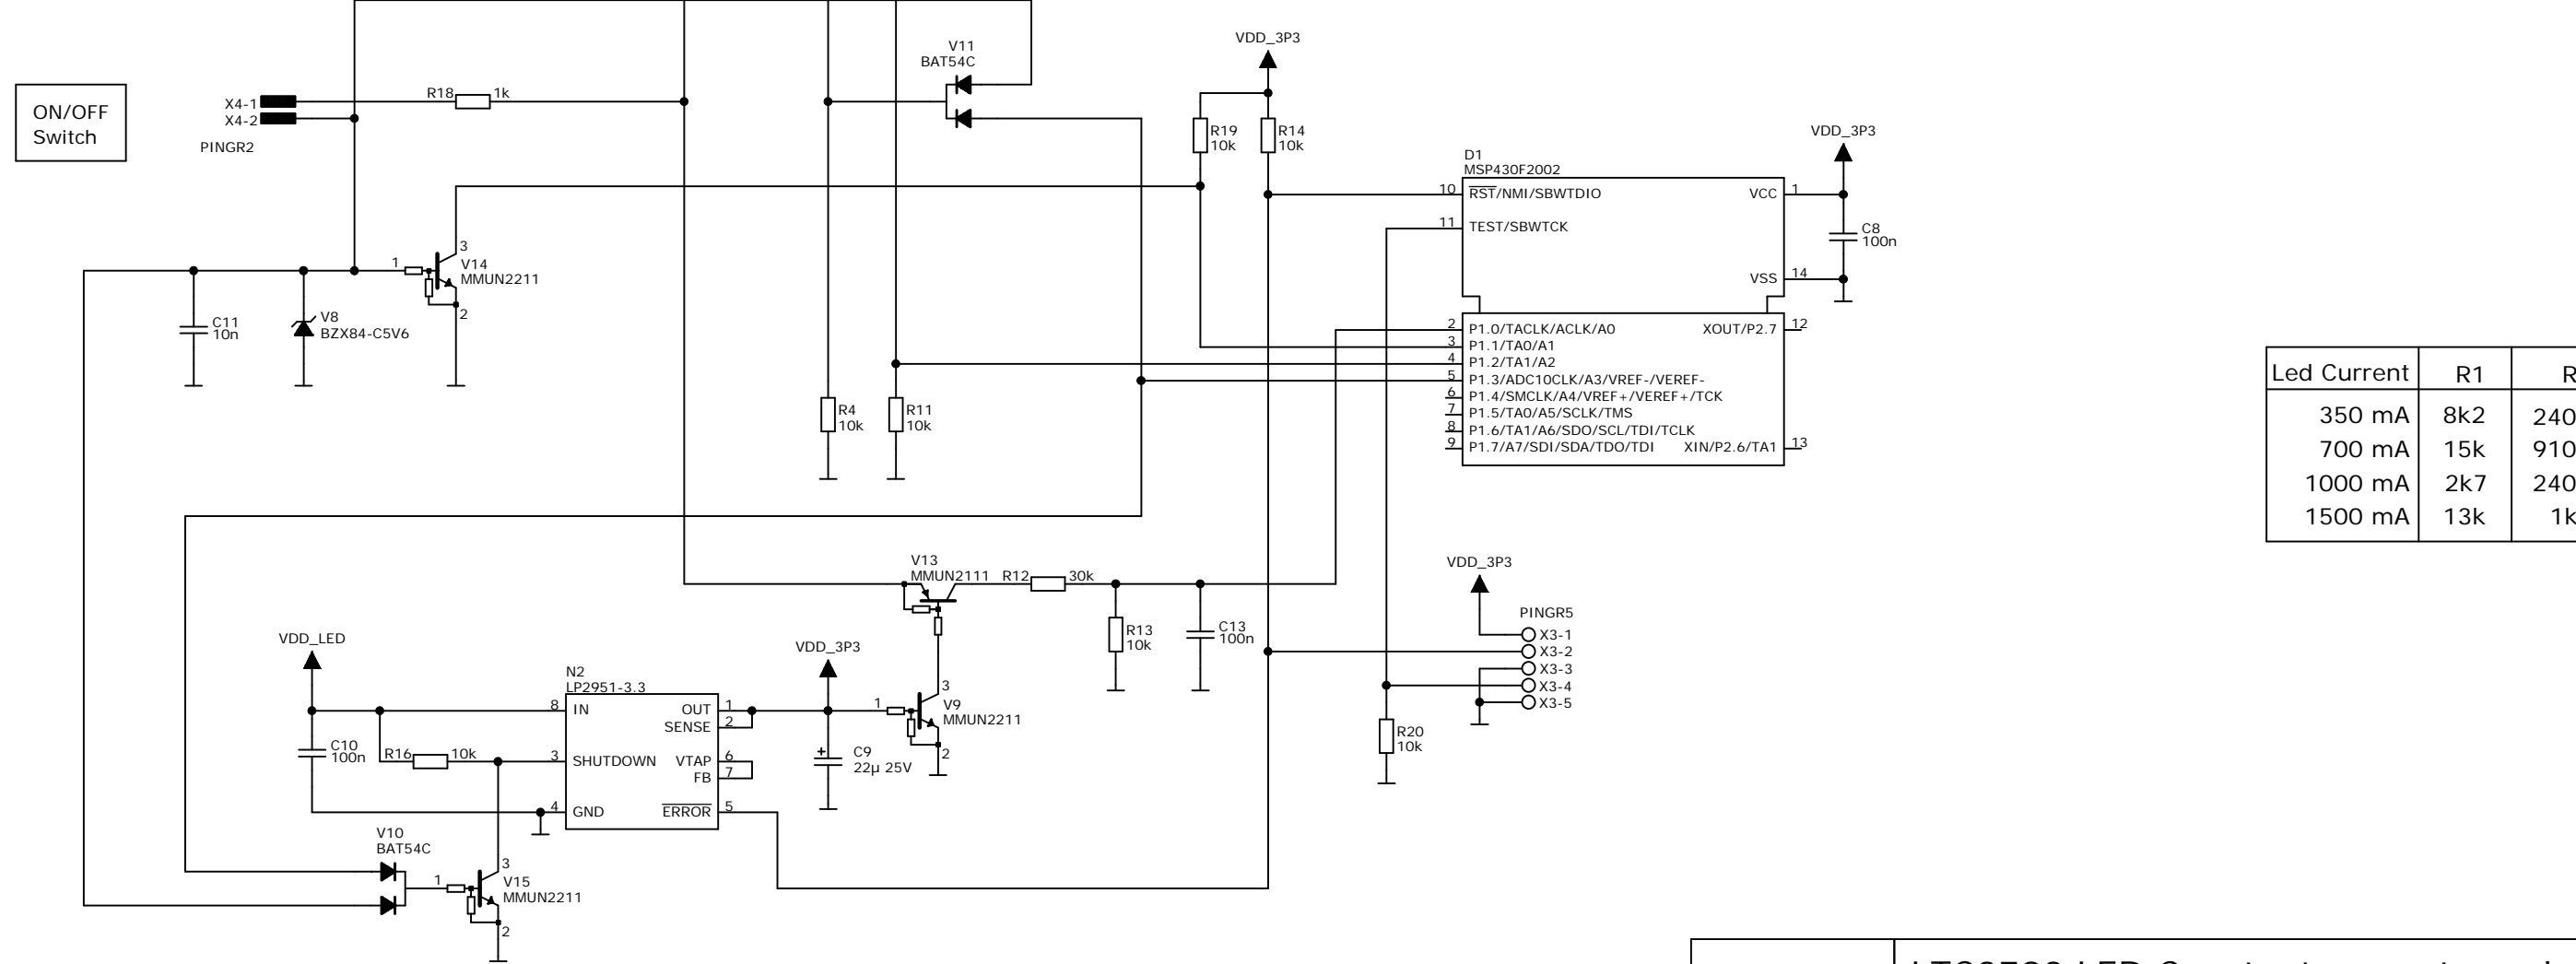 VDD_3P3
V11
BAT54C
ON/OFF
Switch
X4-1
X4-2
PINGR2
R18 1k
R19
10k
R14
10k
VDD_3P3
D1
MSP430F2002
10 RST/NMI/SBWTDIO VCC 1
11 TEST/SBWTCK
C8
100n
VSS 14
1
3
V14
MMUN2211
2
C11
10n
V8
BZX84-C5V6
2 P1.0/TACLK/ACLK/A0 XOUT/P2.7 12
3 P1.1/TA0/A1
4 P1.2/TA1/A2
5 P1.3/ADC10CLK/A3/VREF-/VEREF-
6 P1.4/SMCLK/A4/VREF+/VEREF+/TCK
7 P1.5/TA0/A5/SCLK/TMS
8 P1.6/TA1/A6/SDO/SCL/TDI/TCLK
9 P1.7/A7/SDI/SDA/TDO/TDI XIN/P2.6/TA1 13
R4
10k
R11
10k
Led Current R1 R
350 mA 8k2 240
700 mA 15k 910
1000 mA 2k7 240
1500 mA 13k 1k
V13
MMUN2111 R12 30k
R13
10k
C13
100n
VDD_3P3
PINGR5
X3-1
X3-2
X3-3
X3-4
X3-5
R20
10k
VDD_LED
VDD_3P3
N2
LP2951-3.3
8 IN OUT 1
SENSE 2
C10
100n
R16 10k
3 SHUTDOWN VTAP 6
FB 7
4 GND ERROR 5
+ C9
22µ 25V
1
3
V9
MMUN2211
2
V10
BAT54C
1
3
V15
MMUN2211
2